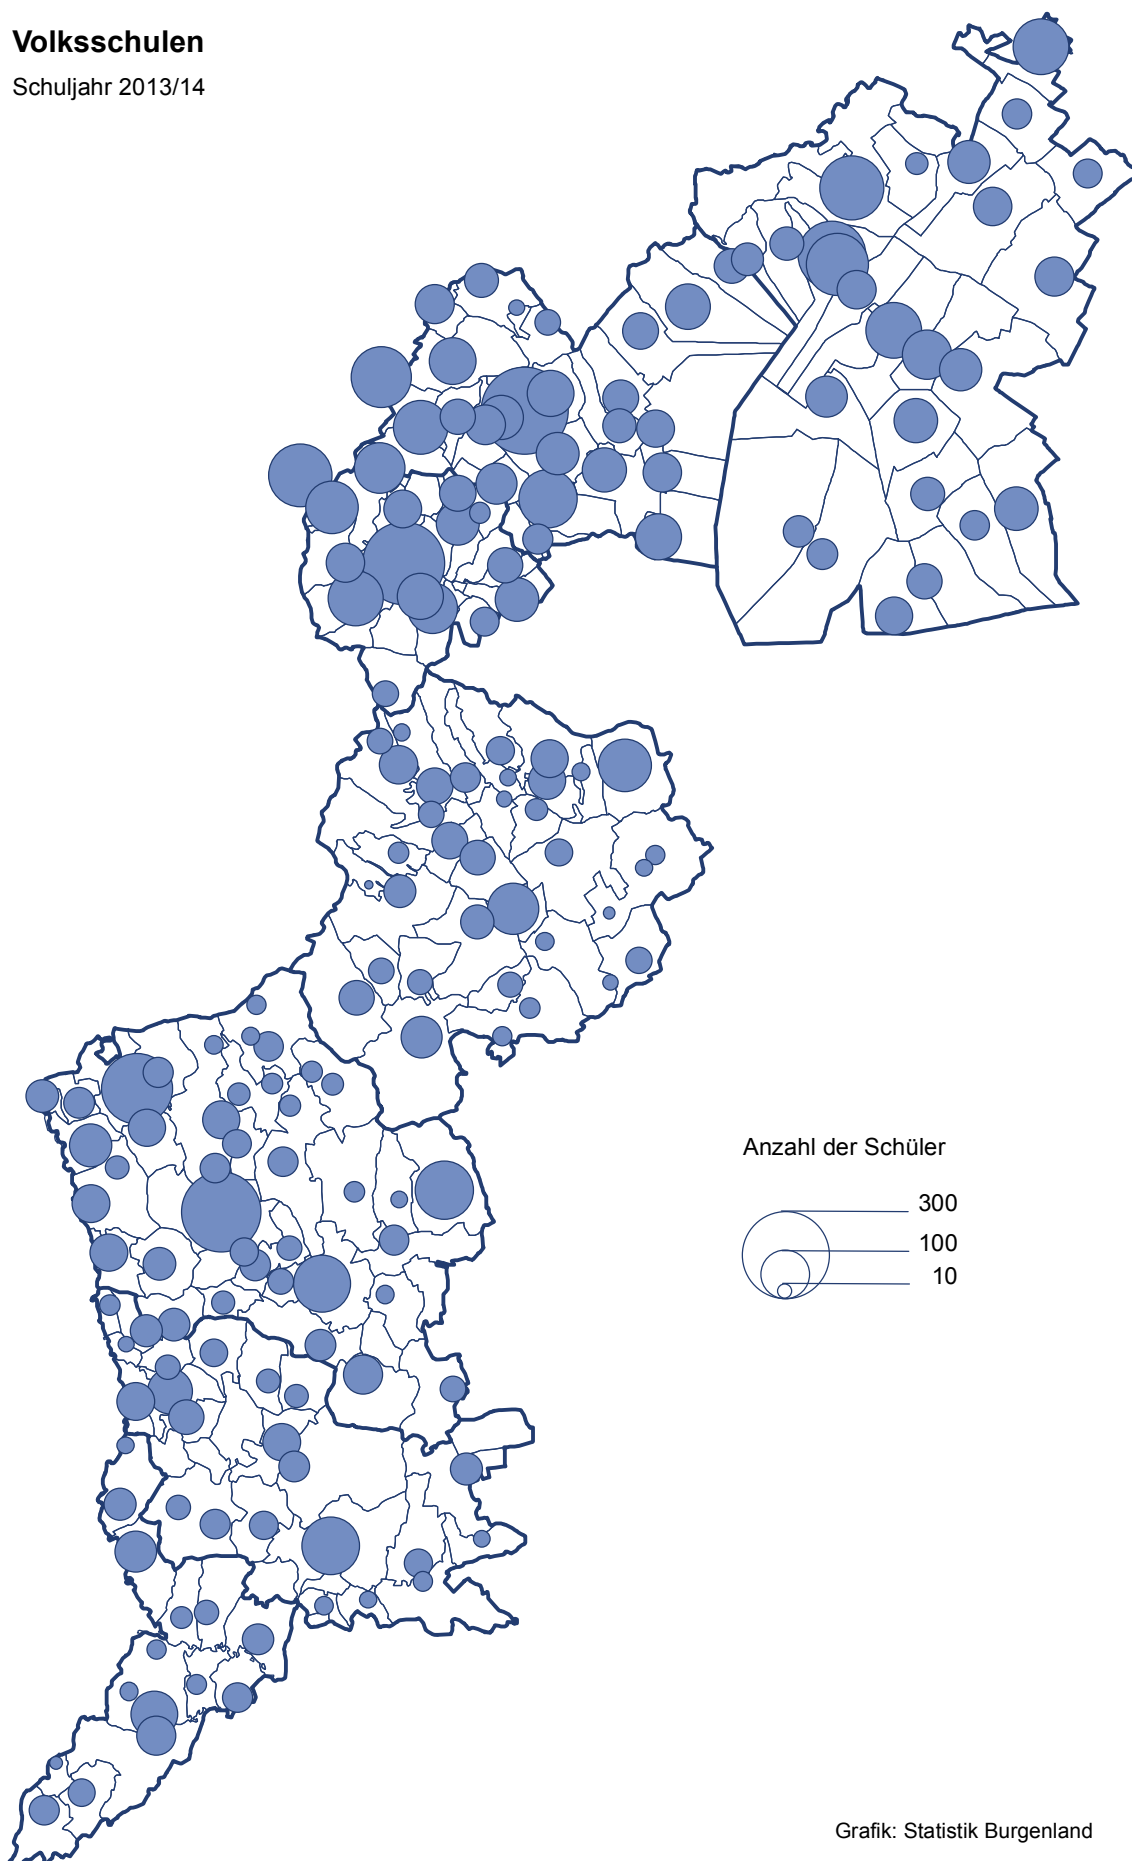 Volksschulen
Schuljahr 2013/14
Anzahl der Schüler
300
100
10
Grafik: Statistik Burgenland